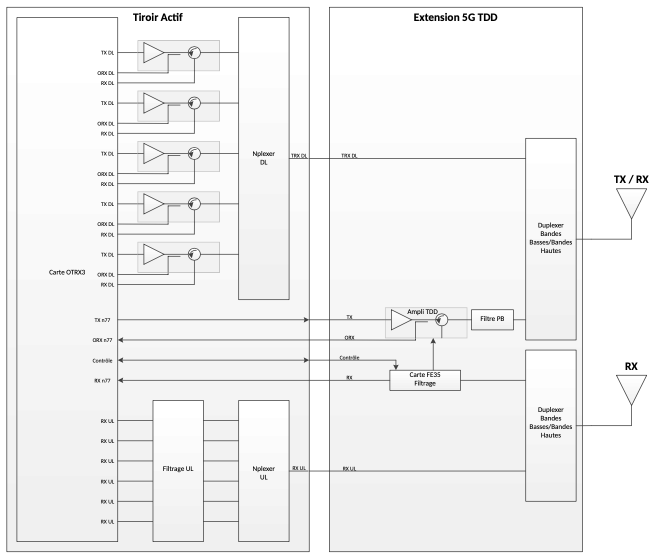 Tiroir Actif
Extension 5G TDD
TX DL
ORX DL
RX DL
TX DL
ORX DL
RX DL
TX DL
ORX DL
RX DL
TX DL
ORX DL
RX DL
TX DL
ORX DL
RX DL
Carte OTRX3
Nplexer
DL
TRX DL
TRX DL
Duplexer
Bandes
Basses/Bandes
Hautes
TX / RX
TX n77
TX
Ampli TDD
Filtre PB
ORX n77
ORX
Contrôle
Contrôle
RX n77
RX
Carte FE35
Filtrage
RX
Duplexer
Bandes
Basses/Bandes
Hautes
RX UL
RX UL
RX UL
RX UL
RX UL
RX UL
Filtrage UL
Nplexer
UL
RX UL
RX UL